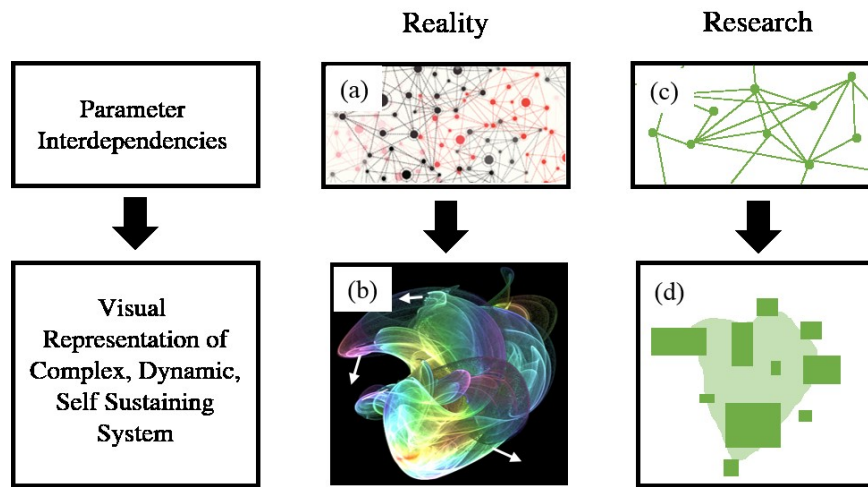 Reality
Research
Parameter
Interdependencies
(a)
(c)
Visual
Representation of
Complex, Dynamic,
Self Sustaining
System
(b)
(d)